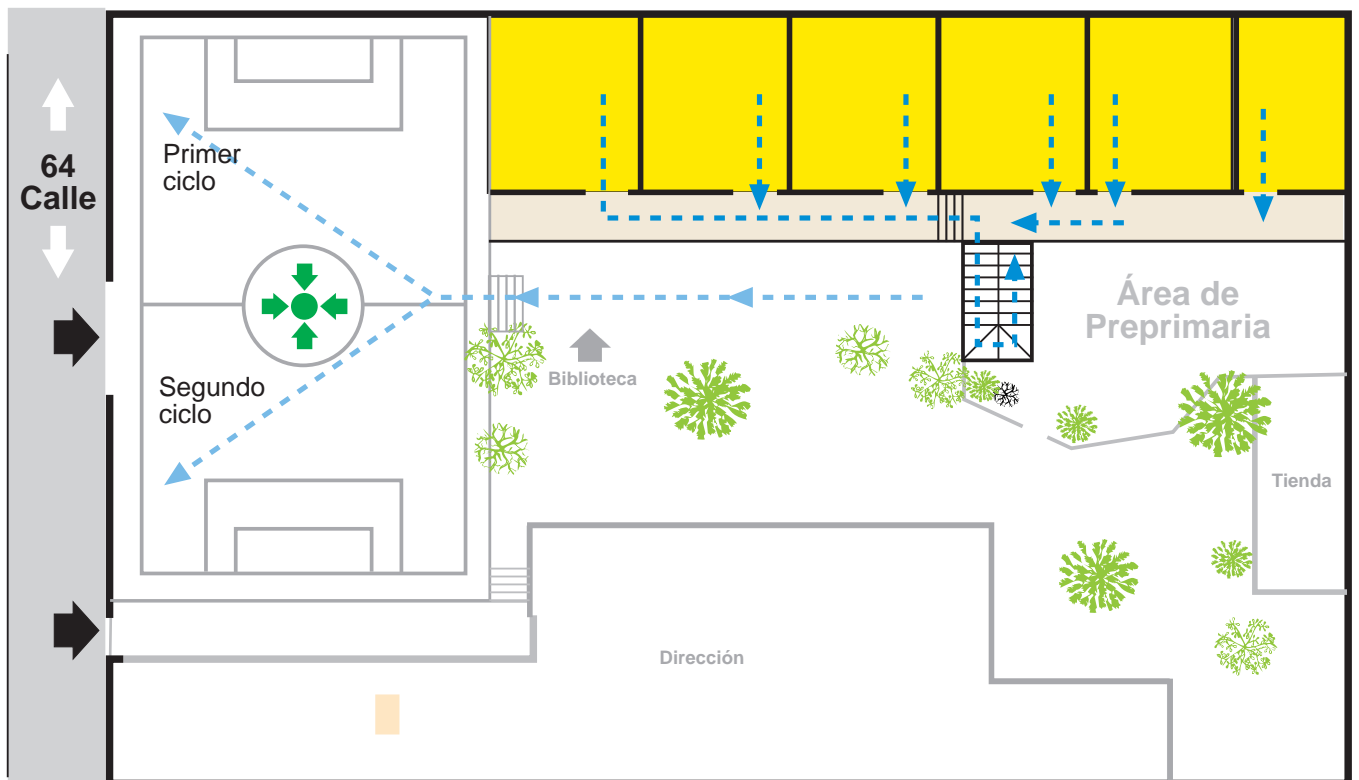 64
Calle
Primer
ciclo
Segundo
ciclo
Biblioteca
Área de
Preprimaria
Tienda
Dirección